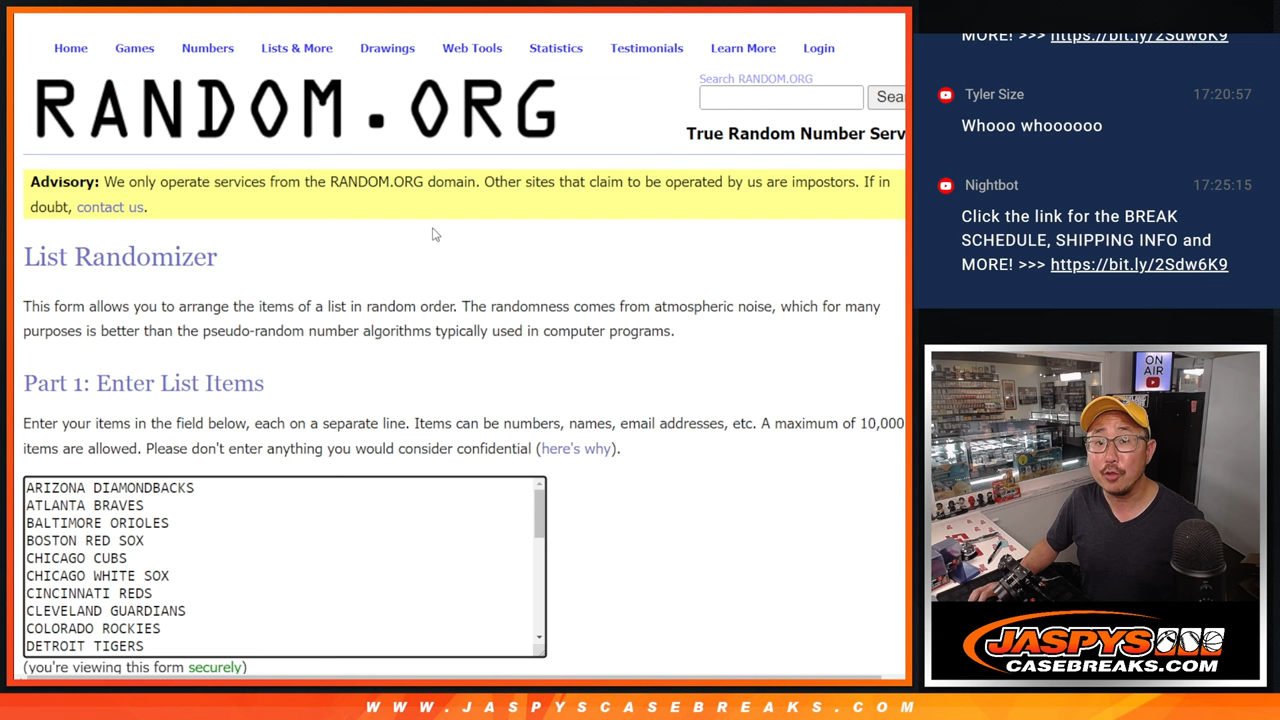 Home Games Numbers Lists & More Drawings Web Tools Statistics Testimonials Learn More Login
RANDOM.ORG
Search RANDOM.ORG
Sea
True Random Number Serv
Advisory: We only operate services from the RANDOM.ORG domain. Other sites that claim to be operated by us are impostors. If in
doubt, contact us.
List Randomizer
This form allows you to arrange the items of a list in random order. The randomness comes from atmospheric noise, which for many
purposes is better than the pseudo-random number algorithms typically used in computer programs.
Part 1: Enter List Items
Enter your items in the field below, each on a separate line. Items can be numbers, names, email addresses, etc. A maximum of 10,000
items are allowed. Please don't enter anything you would consider confidential (here's why).
ARIZONA DIAMONDBACKS
ATLANTA BRAVES
BALTIMORE ORIOLES
BOSTON RED SOX
CHICAGO CUBS
CHICAGO WHITE SOX
CINCINNATI REDS
CLEVELAND GUARDIANS
COLORADO ROCKIES
DETROIT TIGERS
(you're viewing this form securely)
MORE! >>> https://bit.ly/2Sdw6K9
Tyler Size 17:20:57
Whooo whoooooo
Nightbot 17:25:15
Click the link for the BREAK
SCHEDULE, SHIPPING INFO and
MORE! >>> https://bit.ly/2Sdw6K9
ON
AIR
JASPYS
CASEBREAKS.COM
WWW.JASPYSCASEBREAKS.COM